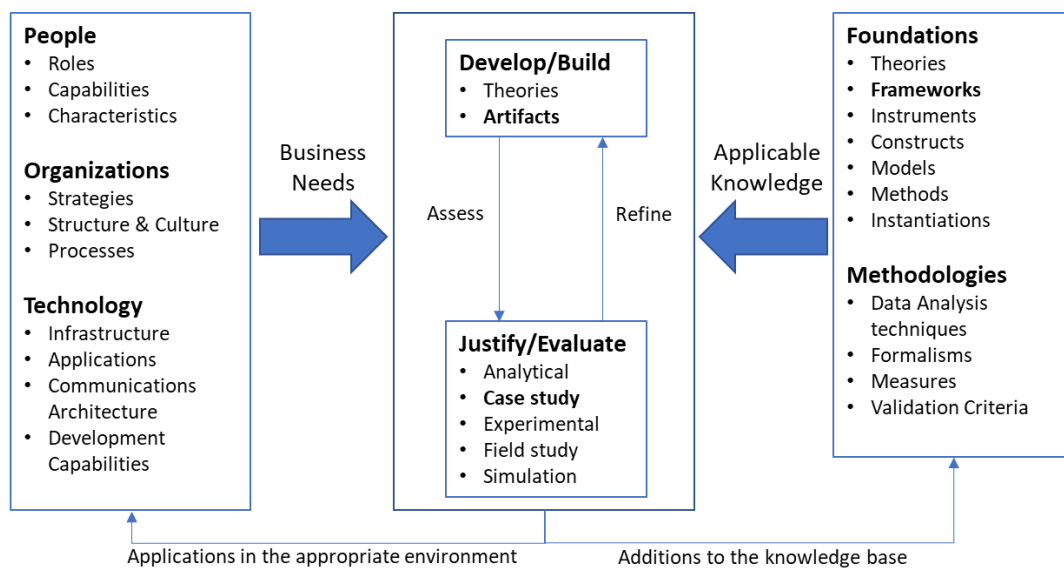 People
• Roles
• Capabilities
• Characteristics
Organizations
• Strategies
• Structure & Culture
• Processes
Technology
• Infrastructure
• Applications
• Communications
Architecture
• Development
Capabilities
Business
Needs
Develop/Build
• Theories
• Artifacts
Assess
Refine
Justify/Evaluate
• Analytical
• Case study
• Experimental
• Field study
• Simulation
Applicable
Knowledge
Foundations
• Theories
• Frameworks
• Instruments
• Constructs
• Models
• Methods
• Instantiations
Methodologies
• Data Analysis
techniques
• Formalisms
• Measures
• Validation Criteria
Applications in the appropriate environment
Additions to the knowledge base